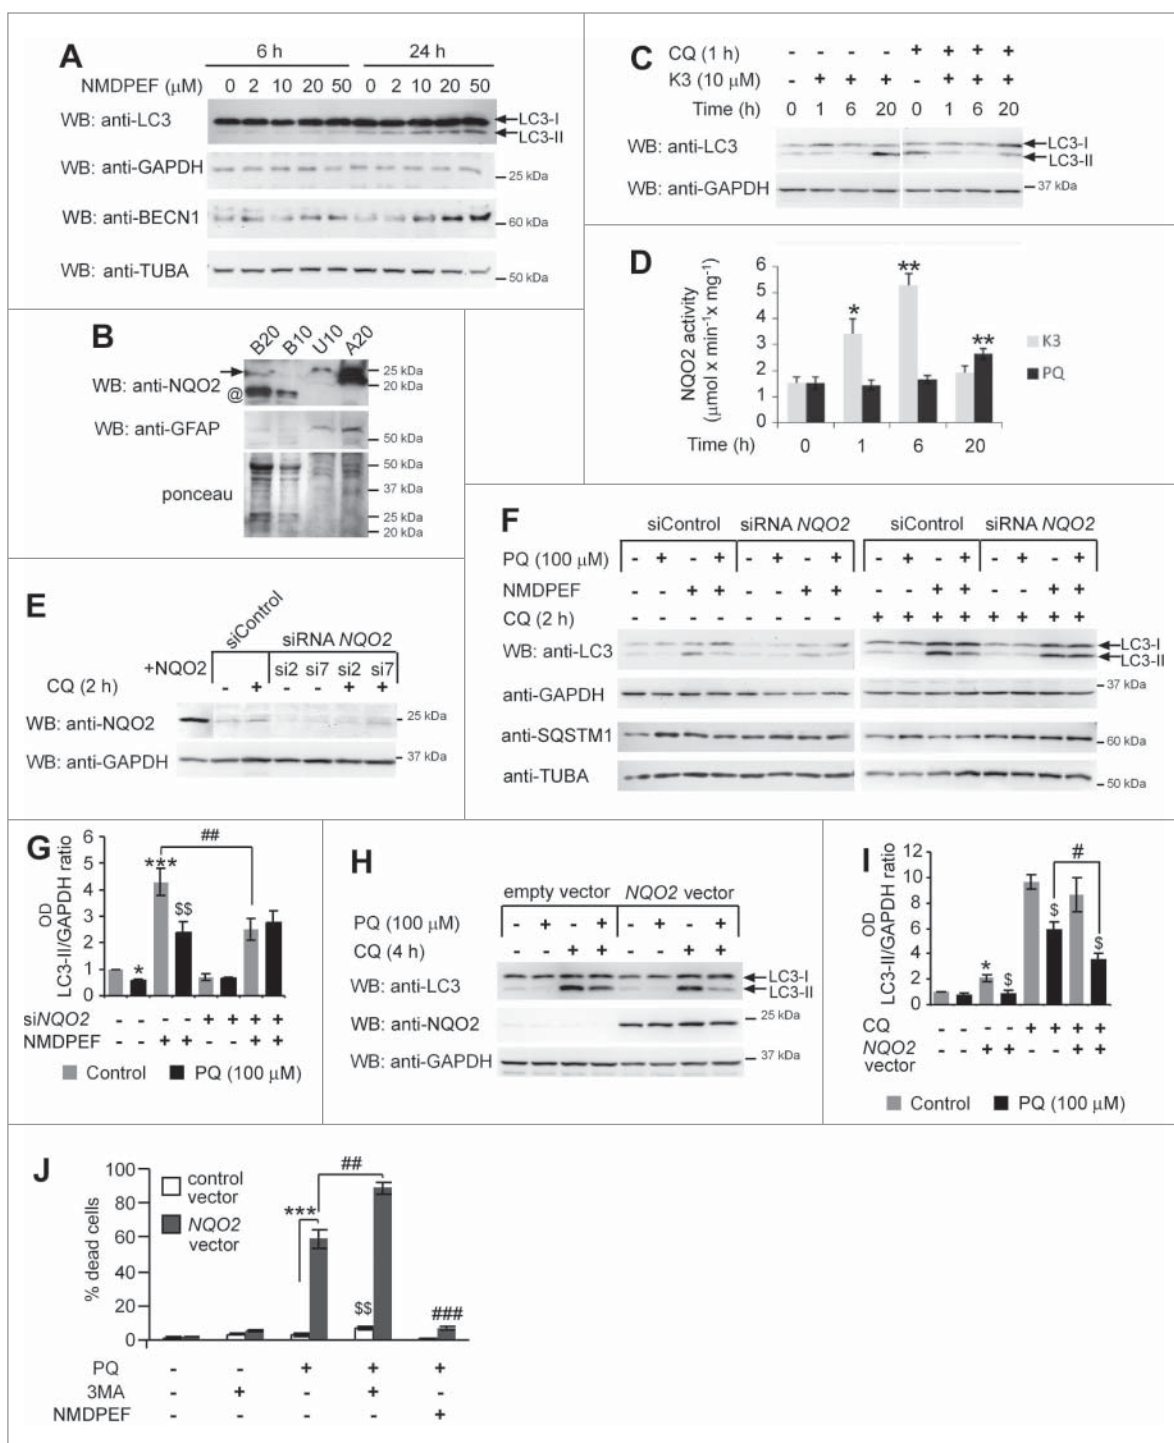 A
6 h 24 h
NMDPEF (μM) 0 2 10 20 50 0 2 10 20 50
WB: anti-LC3
LC3-I
LC3-II
WB: anti-GAPDH
25 kDa
WB: anti-BECN1
60 kDa
WB: anti-TUBA
50 kDa
B
B20 B10 U10 A20
WB: anti-NQO2
25 kDa
20 kDa
@
WB: anti-GFAP
50 kDa
ponceau
50 kDa
37 kDa
25 kDa
20 kDa
C
CQ (1 h) - - - - + + + +
K3 (10 μM) - + + + - + + +
Time (h) 0 1 6 20 0 1 6 20
WB: anti-LC3
LC3-I
LC3-II
WB: anti-GAPDH
37 kDa
D
NQO2 activity
(μmol x min-1x mg-1)
6
5
4
3
2
1
0
* ** **
K3
PQ
Time (h) 0 1 6 20
E
siControl
siRNA NQO2
+NQO2
si2 si7 si2 si7
CQ (2 h) - + - - + +
WB: anti-NQO2
25 kDa
WB: anti-GAPDH
37 kDa
F
siControl siRNA NQO2 siControl siRNA NQO2
PQ (100 μM) - + - + - + - + - + - + - + - +
NMDPEF - - + + - - + + - - + + - - + +
CQ (2 h) - - - - - - - - + + + + + + + +
WB: anti-LC3
LC3-I
LC3-II
anti-GAPDH
37 kDa
anti-SQSTM1
60 kDa
anti-TUBA
50 kDa
G
OD
LC3-II/GAPDH ratio
6
5
4
3
2
1
0
##
***
$$
*
siNQO2 - - - - + + + +
NMDPEF - - + + - - + +
Control PQ (100 μM)
H
empty vector NQO2 vector
PQ (100 μM) - + - + - + - +
CQ (4 h) - - + + - - + +
WB: anti-LC3
LC3-I
LC3-II
WB: anti-NQO2
25 kDa
WB: anti-GAPDH
37 kDa
I
OD
LC3-II/GAPDH ratio
12
10
8
6
4
2
0
#
$
* $
$
CQ - - - - + + + +
NQO2
vector
- - + + - - + +
Control PQ (100 μM)
J
% dead cells
100
80
60
40
20
0
control
vector
NQO2
vector
##
***
$$
###
PQ - - + + +
3MA - + - + -
NMDPEF - - - - +